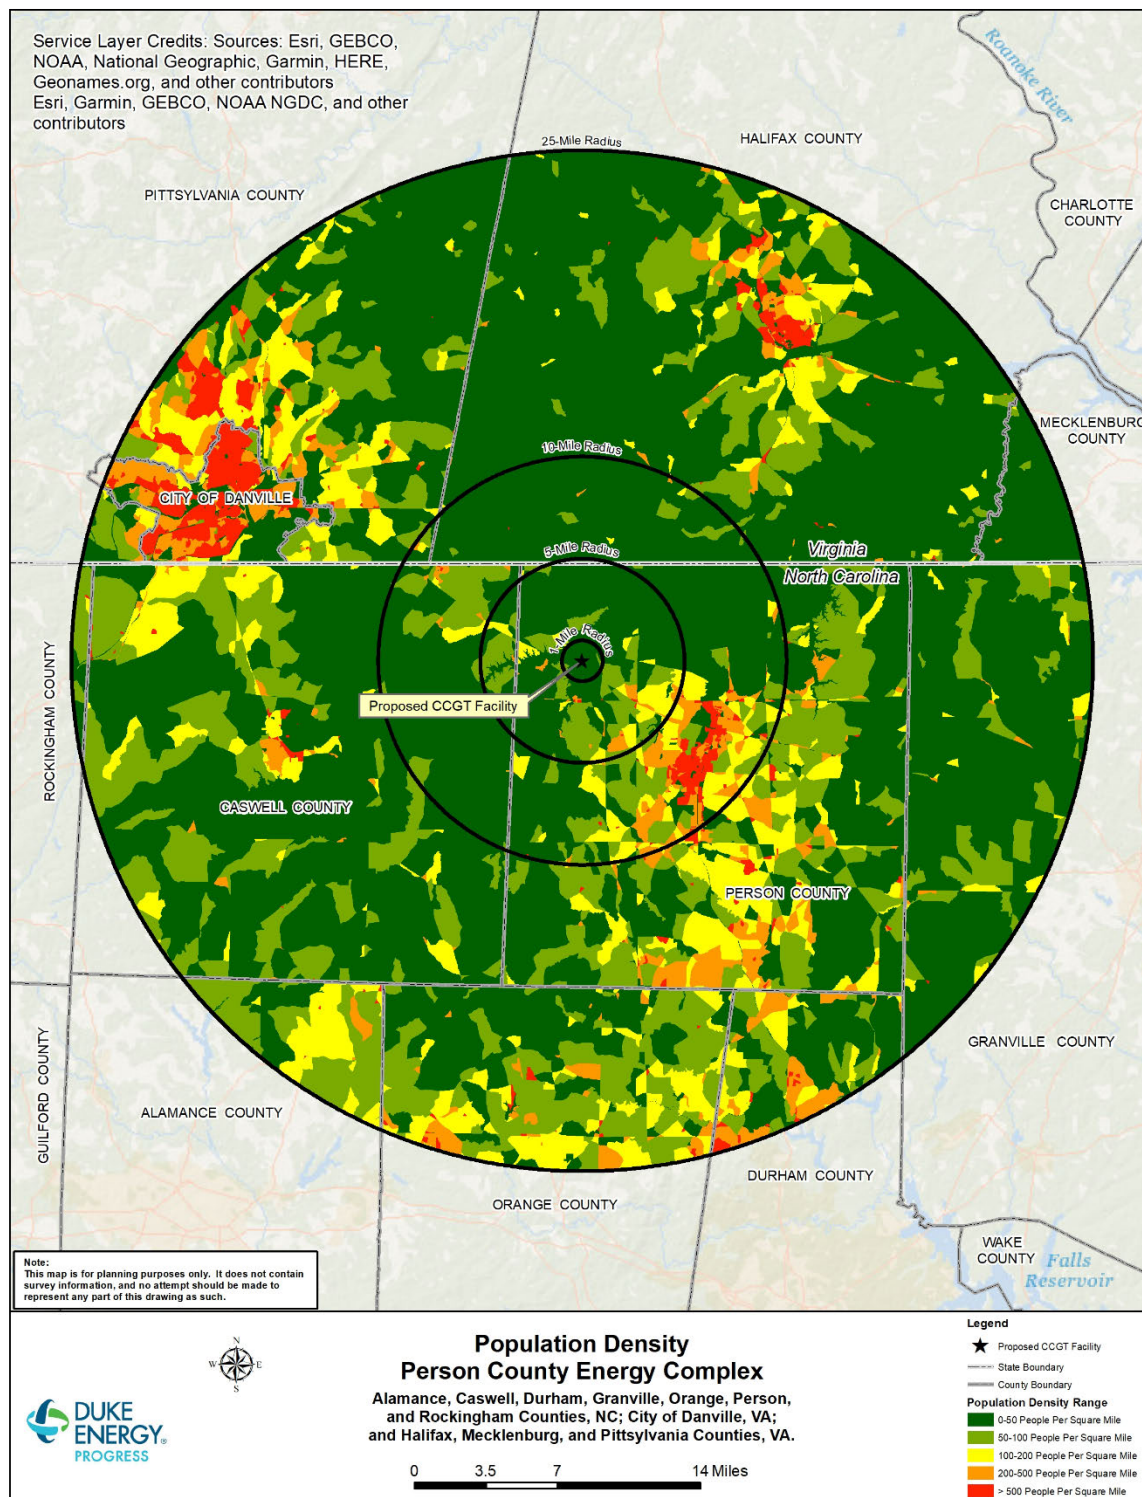 Service Layer Credits: Sources: Esri, GEBCO,
NOAA, National Geographic, Garmin, HERE,
Geonames.org, and other contributors
Esri, Garmin, GEBCO, NOAA NGDC, and other
contributors
Roanoke River
25-Mile Radius
HALIFAX COUNTY
PITTSYLVANIA COUNTY
CHARLOTTE
COUNTY
MECKLENBURG
COUNTY
10-Mile Radius
CITY OF DANVILLE
5-Mile Radius
Virginia
North Carolina
1-Mile Radius
Proposed CCGT Facility
ROCKINGHAM COUNTY
CASWELL COUNTY
PERSON COUNTY
GRANVILLE COUNTY
GUILFORD COUNTY
ALAMANCE COUNTY
DURHAM COUNTY
ORANGE COUNTY
WAKE
COUNTY
Falls
Reservoir
Note:
This map is for planning purposes only. It does not contain
survey information, and no attempt should be made to
represent any part of this drawing as such.
N
W E
S
DUKE
ENERGY®
PROGRESS
Population Density
Person County Energy Complex
Alamance, Caswell, Durham, Granville, Orange, Person,
and Rockingham Counties, NC; City of Danville, VA;
and Halifax, Mecklenburg, and Pittsylvania Counties, VA.
0 3.5 7 14 Miles
Legend
Proposed CCGT Facility
State Boundary
County Boundary
Population Density Range
0-50 People Per Square Mile
50-100 People Per Square Mile
100-200 People Per Square Mile
200-500 People Per Square Mile
> 500 People Per Square Mile